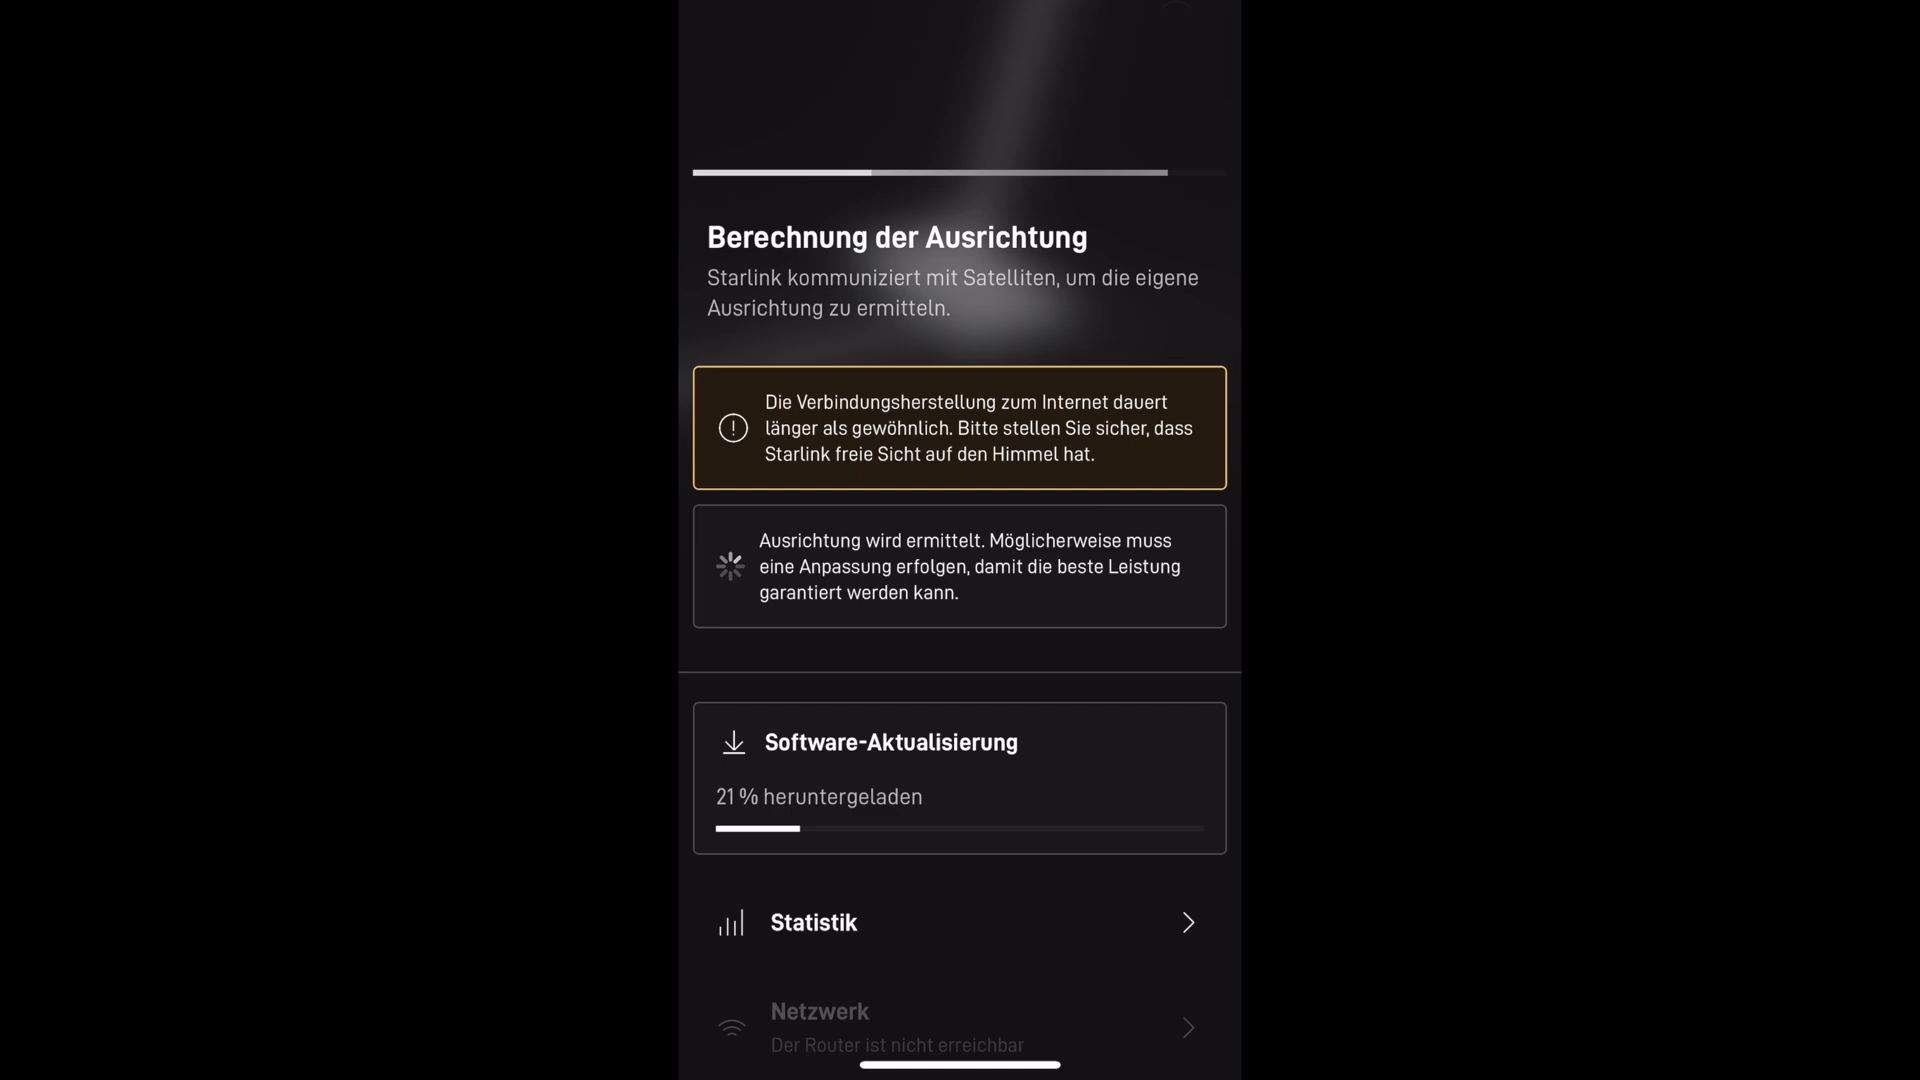 Berechnung der Ausrichtung
Starlink kommuniziert mit Satelliten, um die eigene
Ausrichtung zu ermitteln.
Die Verbindungsherstellung zum Internet dauert
länger als gewöhnlich. Bitte stellen Sie sicher, dass
Starlink freie Sicht auf den Himmel hat.
Ausrichtung wird ermittelt. Möglicherweise muss
eine Anpassung erfolgen, damit die beste Leistung
garantiert werden kann.
Software-Aktualisierung
21 % heruntergeladen
Statistik
Netzwerk
Der Router ist nicht erreichbar